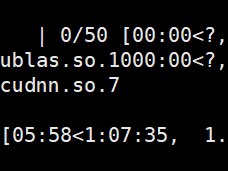 | 0/50 [00:00<?,
ublas.so.1000:00<?,
cudnn.so.7
[05:58<1:07:35, 1.